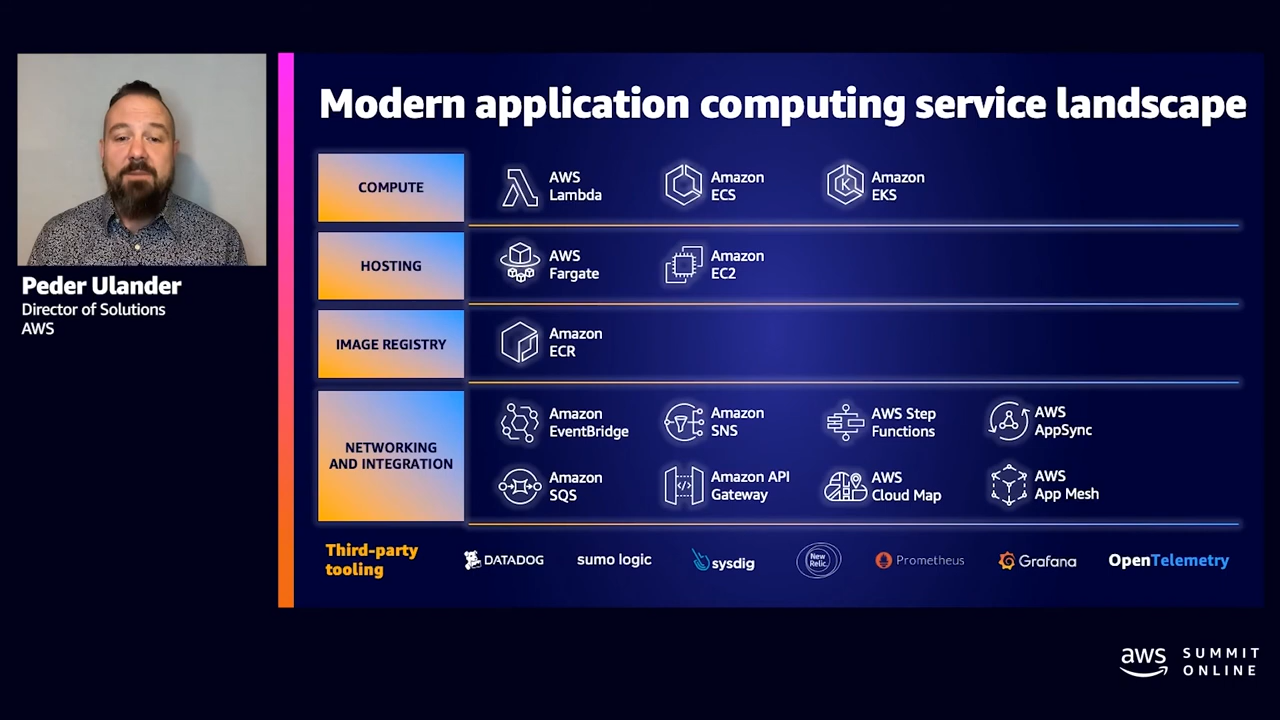 Modern application computing service landscape
Peder Ulander
Director of Solutions
AWS
COMPUTE
AWS
Lambda
Amazon
ECS
Amazon
EKS
HOSTING
AWS
Fargate
Amazon
EC2
IMAGE REGISTRY
Amazon
ECR
NETWORKING
AND INTEGRATION
Amazon
EventBridge
Amazon
SNS
AWS Step
Functions
AWS
AppSync
Amazon
SQS
Amazon API
Gateway
AWS
Cloud Map
AWS
App Mesh
Third-party
tooling
DATADOG
sumo logic
sysdig
New
Relic.
Prometheus
Grafana
OpenTelemetry
aws
SUMMIT
ONLINE